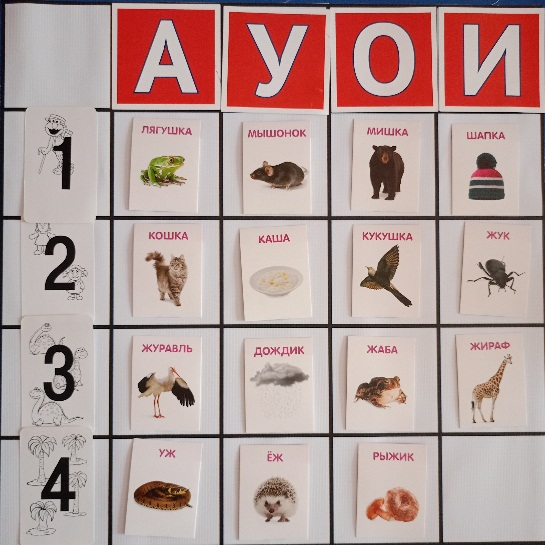 А У О И
1 ЛЯГУШКА МЫШОНОК МИШКА ШАПКА
2 КОШКА КАША КУКУШКА ЖУК
3 ЖУРАВЛЬ ДОЖДИК ЖАБА ЖИРАФ
4 УЖ ЁЖ РЫЖИК